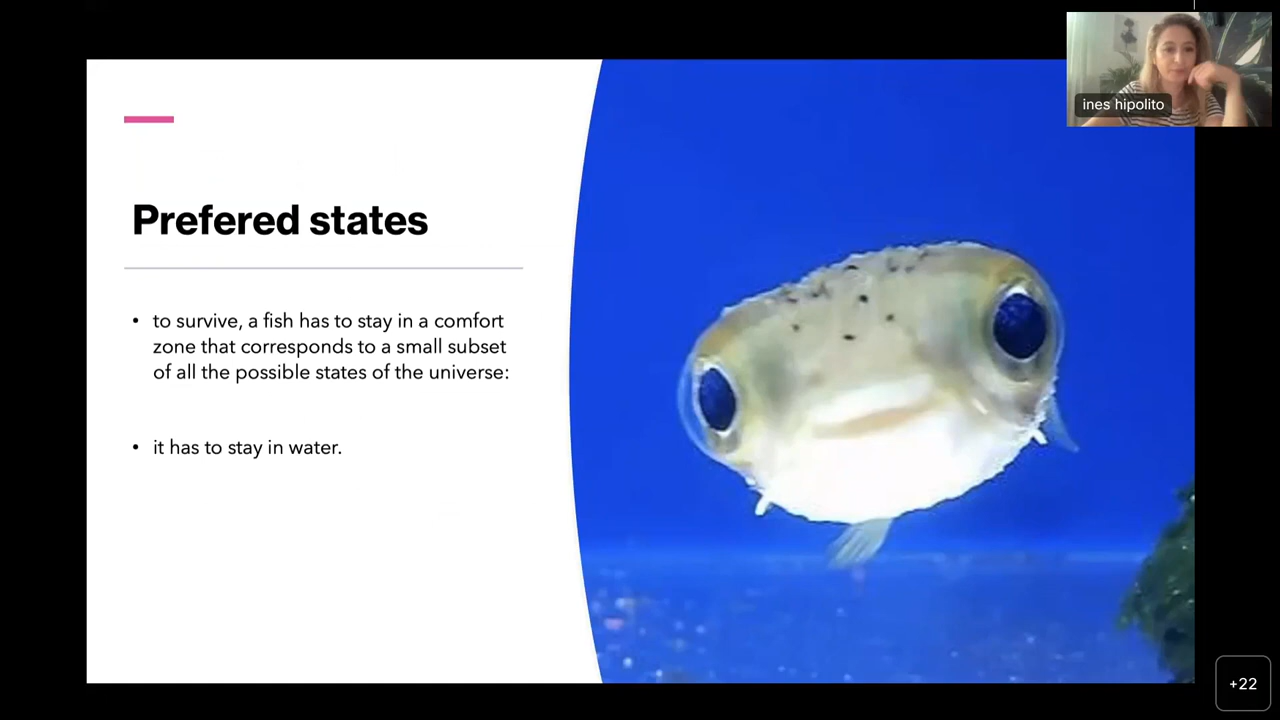 ines hipolito
Prefered states
• to survive, a fish has to stay in a comfort
zone that corresponds to a small subset
of all the possible states of the universe:
• it has to stay in water.
+22